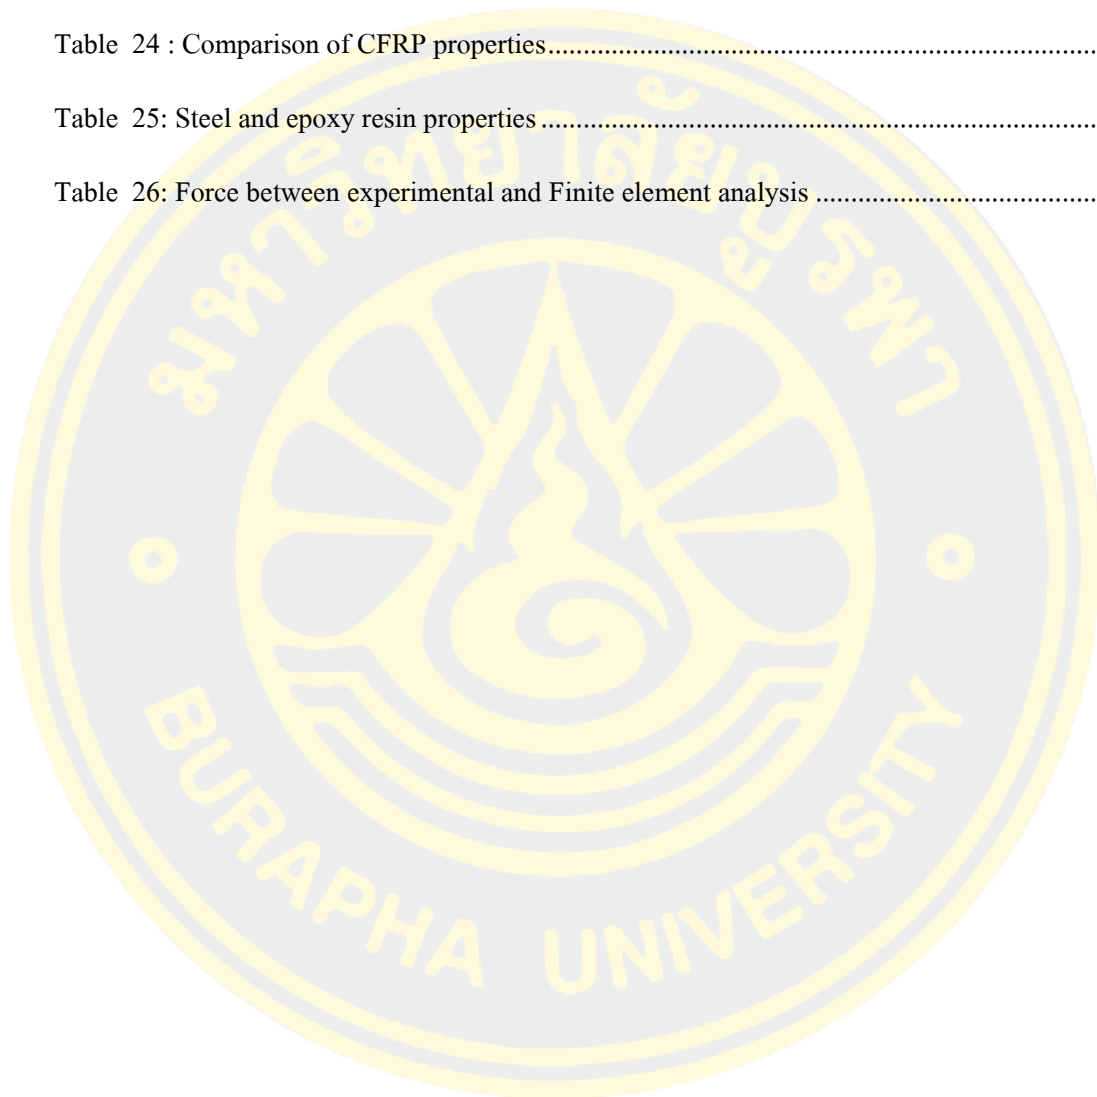 Table 24 : Comparison of CFRP properties..............................................................................
Table 25: Steel and epoxy resin properties...............................................................................
Table 26: Force between experimental and Finite element analysis ........................................
มหาวิทยาลัยบูรพา
BURAPHA UNIVERSITY